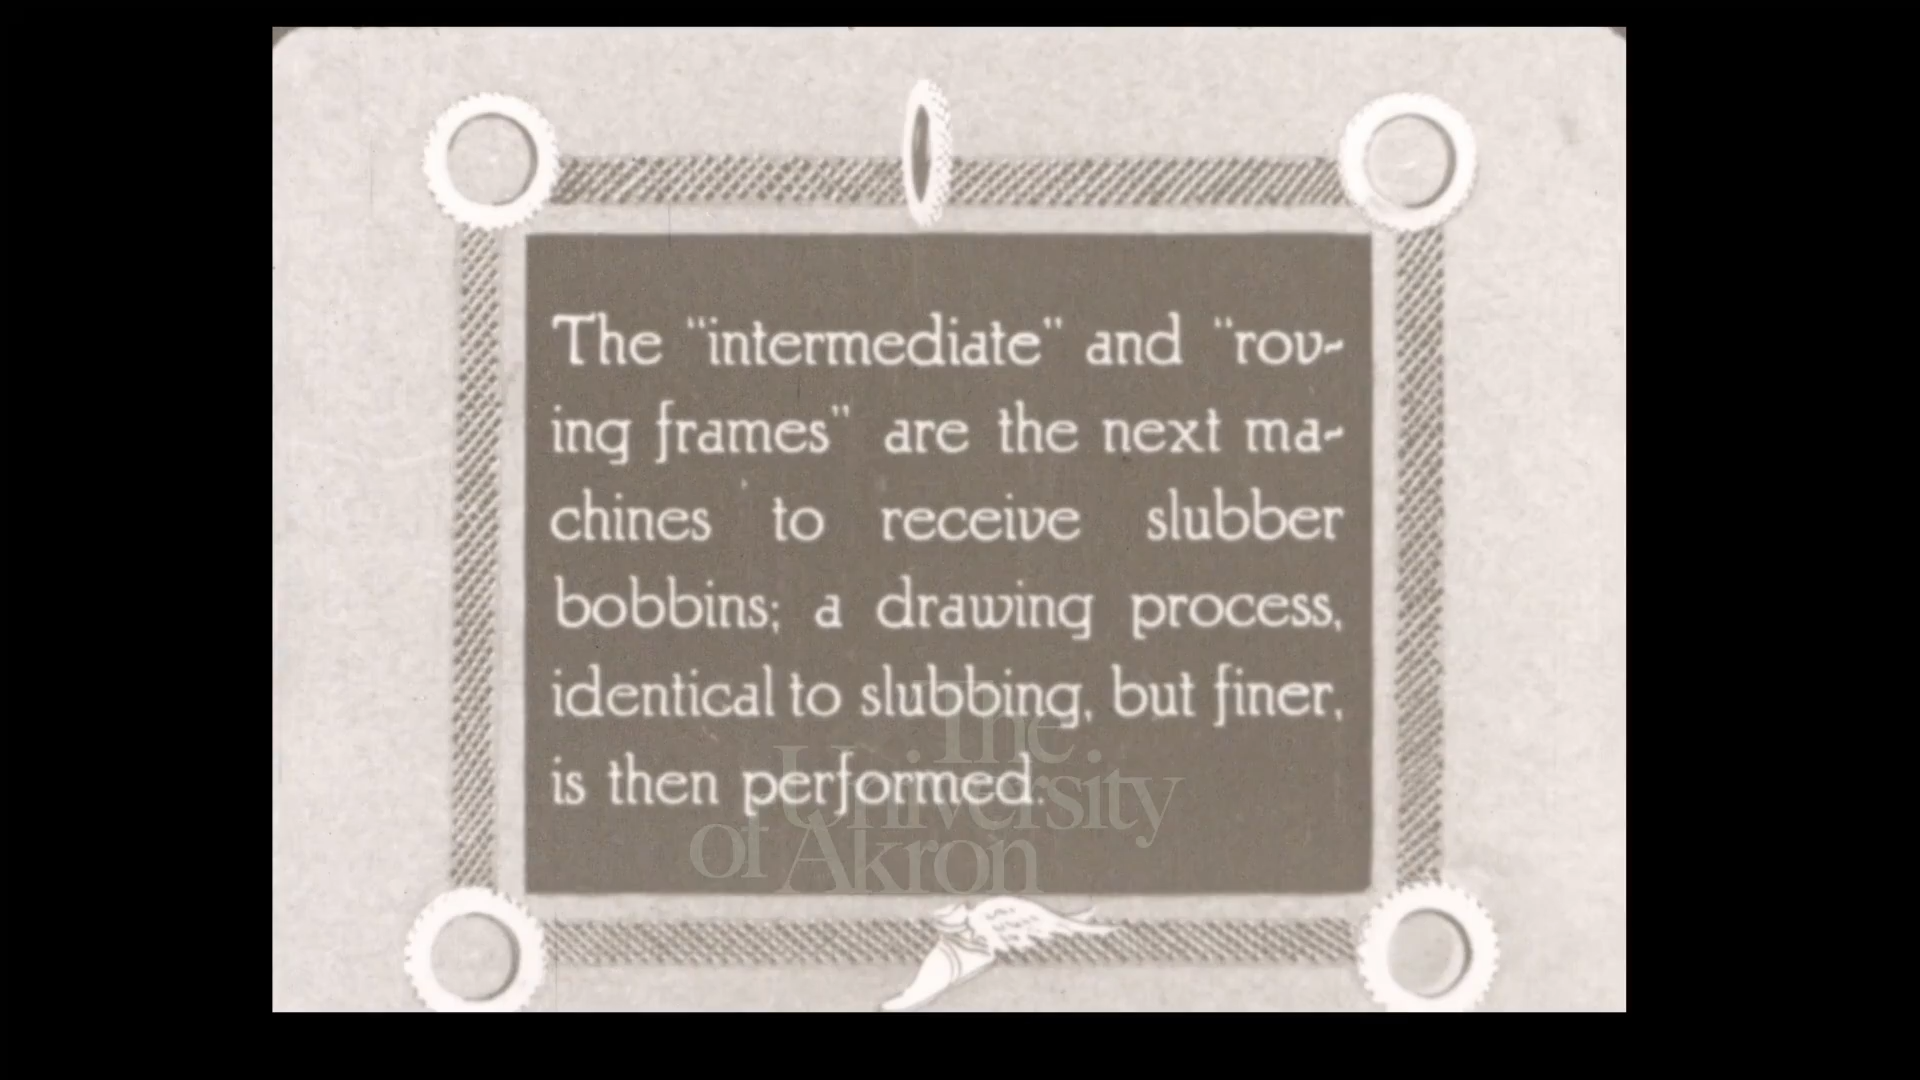 The "intermediate" and "rov-
ing frames" are the next ma-
chines to receive slubber
bobbins; a drawing process,
identical to slubbing, but finer,
is then performed.
The
University
of Akron